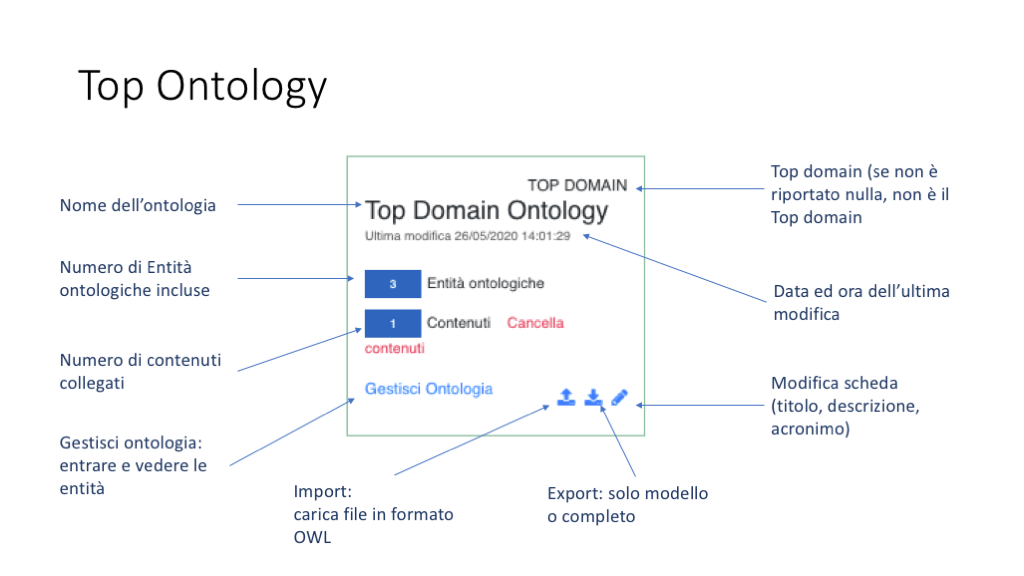 Top Ontology
Nome dell’ontologia
Numero di Entità
ontologiche incluse
Numero di contenuti
collegati
Gestisci ontologia:
entrare e vedere le
entità
TOP DOMAIN
Top Domain Ontology
Ultima modifica 26/05/2020 14:01:29
3 Entità ontologiche
1 Contenuti Cancella
contenuti
Gestisci Ontologia
Import:
carica file in formato
OWL
Export: solo modello
o completo
Top domain (se non è
riportato nulla, non è il
Top domain
Data ed ora dell’ultima
modifica
Modifica scheda
(titolo, descrizione,
acronimo)